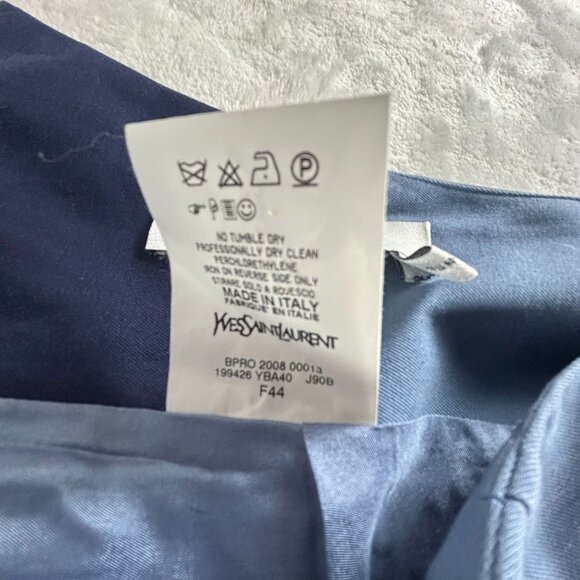 P
NO TUMBLE DRY
PROFESSIONALLY DRY CLEAN
PERCHLORETHYLENE
IRON ON REVERSE SIDE ONLY
STIRARE SOLO A ROVESCIO
MADE IN ITALY
FABRIQUÉ EN ITALIE
YVESSAINTLAURENT
BPRO 2008 00013
199426 YBA40 J90B
F44